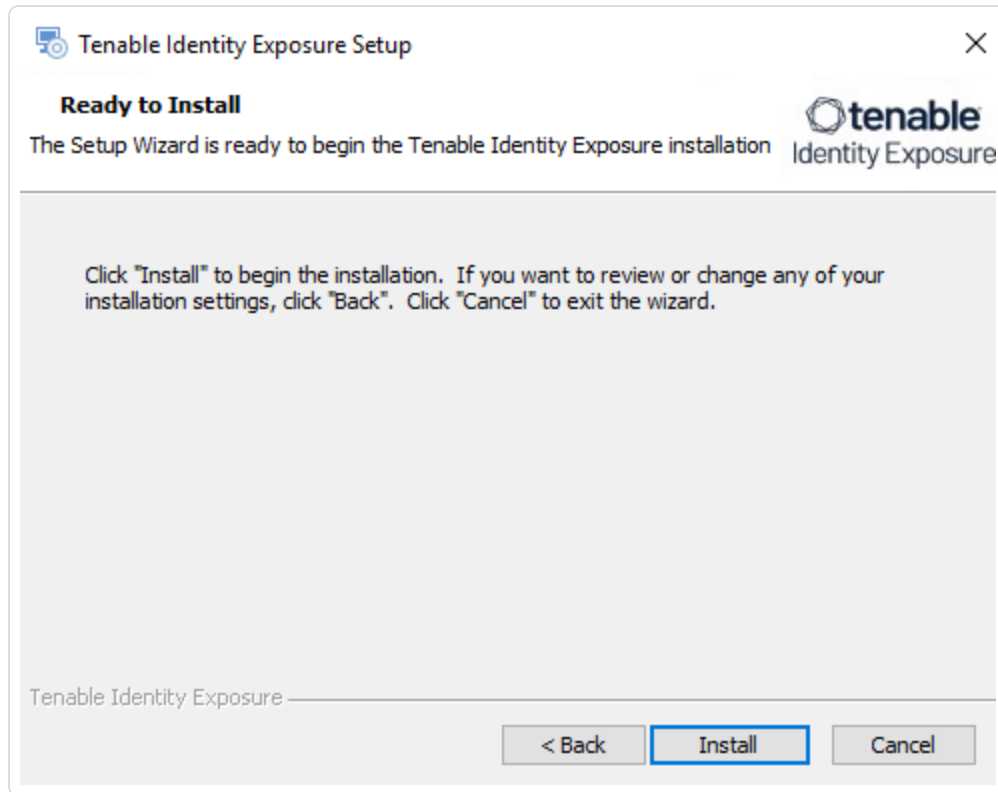 Tenable Identity Exposure Setup
Ready to Install
The Setup Wizard is ready to begin the Tenable Identity Exposure installation
tenable
Identity Exposure
Click "Install" to begin the installation.  If you want to review or change any of your
installation settings, click "Back".  Click "Cancel" to exit the wizard.
Tenable Identity Exposure
< Back Install Cancel